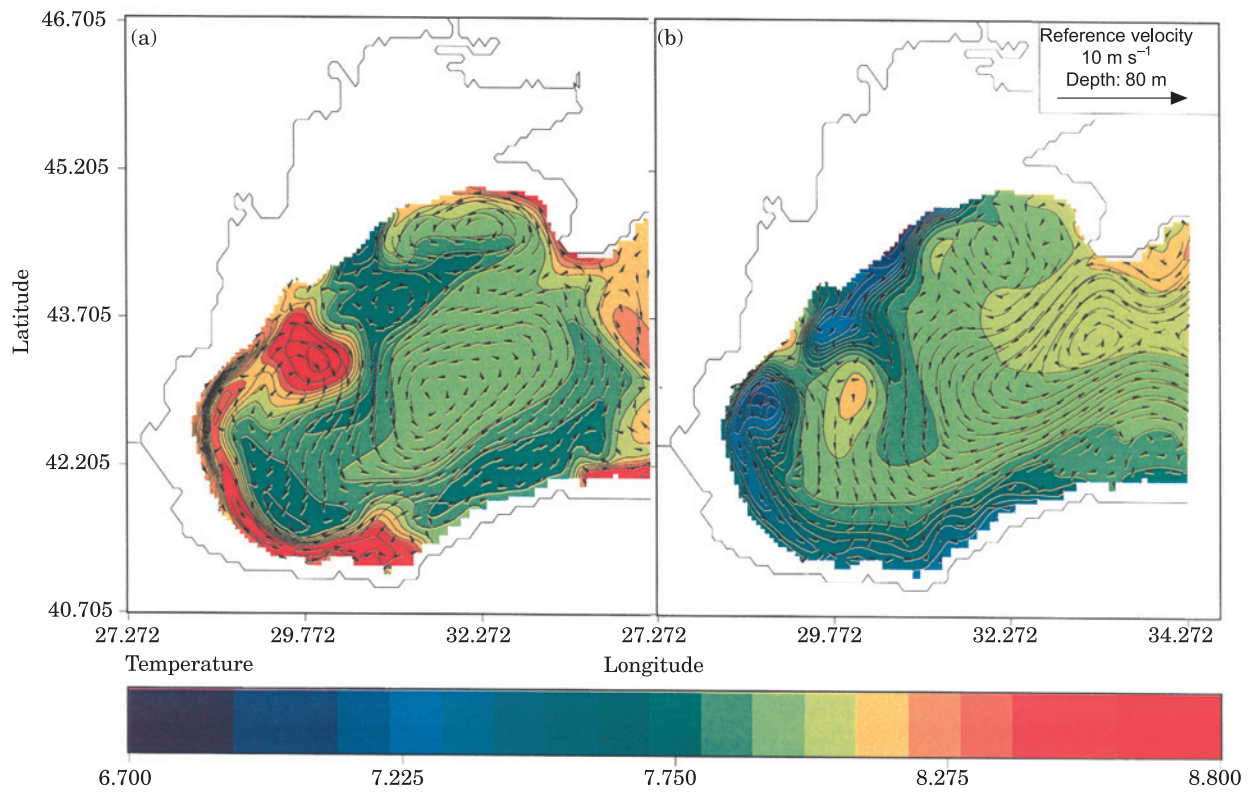 46.705
(a)
(b)
Reference velocity
10 m s⁻¹
Depth: 80 m
45.205
43.705
Latitude
42.205
40.705
27.272
29.772
32.272
27.272
29.772
32.272
34.272
Temperature
Longitude
6.700
7.225
7.750
8.275
8.800